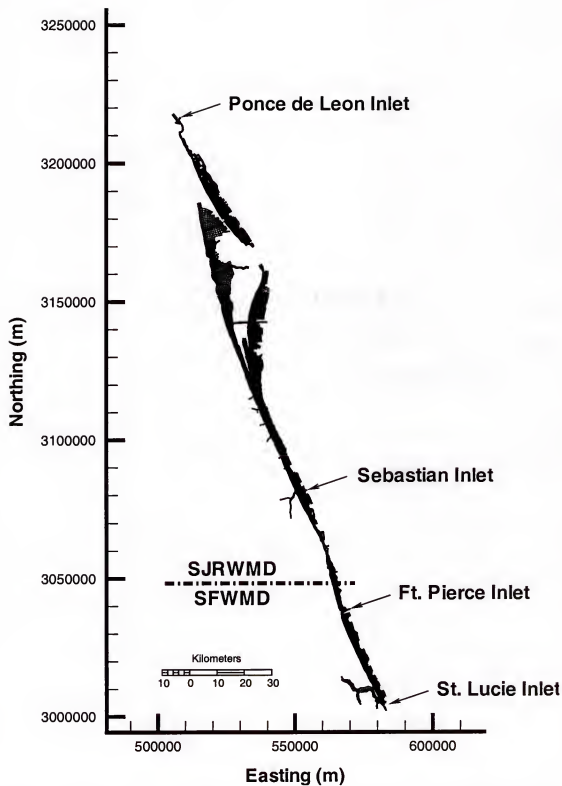 3250000
Ponce de Leon Inlet
3200000
3150000
Northing (m)
3100000
Sebastian Inlet
SJRWMD
3050000
SFWMD
Ft. Pierce Inlet
Kilometers
10 0 10 20 30
St. Lucie Inlet
3000000
500000 550000 600000
Easting (m)